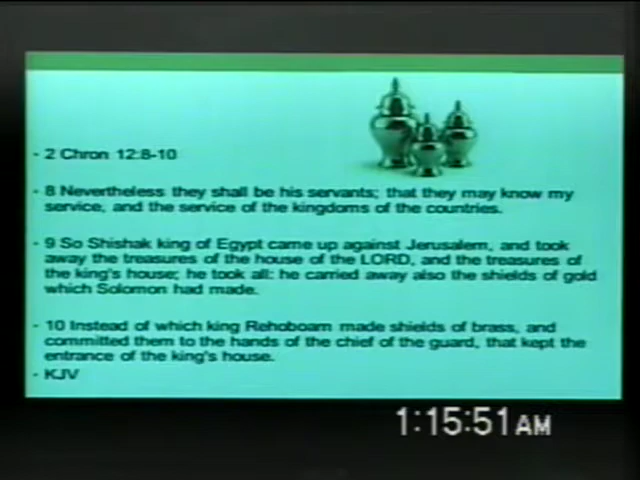 - 2 Chron 12:8-10
- 8 Nevertheless they shall be his servants; that they may know my
service, and the service of the kingdoms of the countries.
- 9 So Shishak king of Egypt came up against Jerusalem, and took
away the treasures of the house of the LORD, and the treasures of
the king's house; he took all: he carried away also the shields of gold
which Solomon had made.
- 10 Instead of which king Rehoboam made shields of brass, and
committed them to the hands of the chief of the guard, that kept the
entrance of the king's house.
- KJV
1:15:51AM